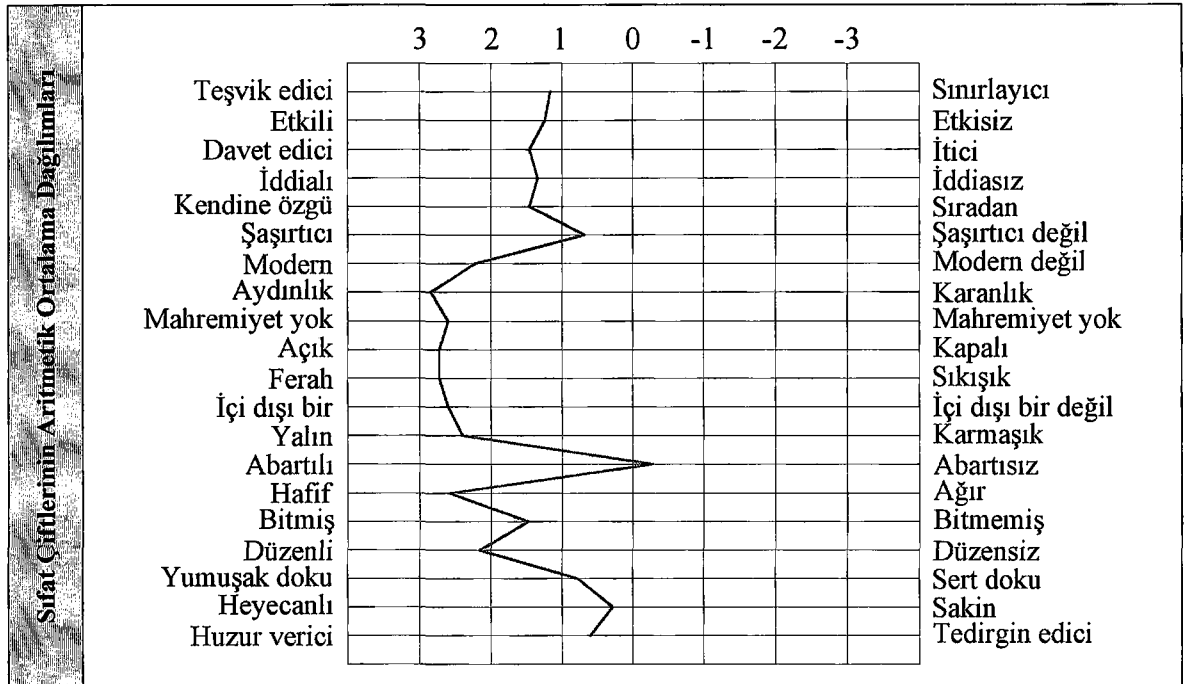 Sıfat Çiftlerinin Aritmetik Ortalama Dağılımları
3 2 1 0 -1 -2 -3
Teşvik edici Sınırlayıcı
Etkili Etkisiz
Davet edici İtici
İddialı İddiasız
Kendine özgü Sıradan
Şaşırtıcı Şaşırtıcı değil
Modern Modern değil
Aydınlık Karanlık
Mahremiyet yok Mahremiyet yok
Açık Kapalı
Ferah Sıkışık
İçi dışı bir İçi dışı bir değil
Yalın Karmaşık
Abartılı Abartısız
Hafif Ağır
Bitmiş Bitmemiş
Düzenli Düzensiz
Yumuşak doku Sert doku
Heyecanlı Sakin
Huzur verici Tedirgin edici